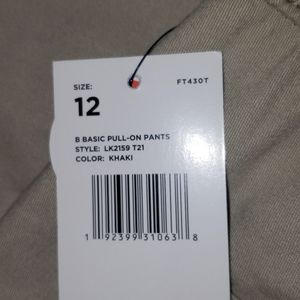 SIZE:
FT430T
12
B BASIC PULL-ON PANTS
STYLE: LK2159 T21
COLOR: KHAKI
1 92399 31063 8